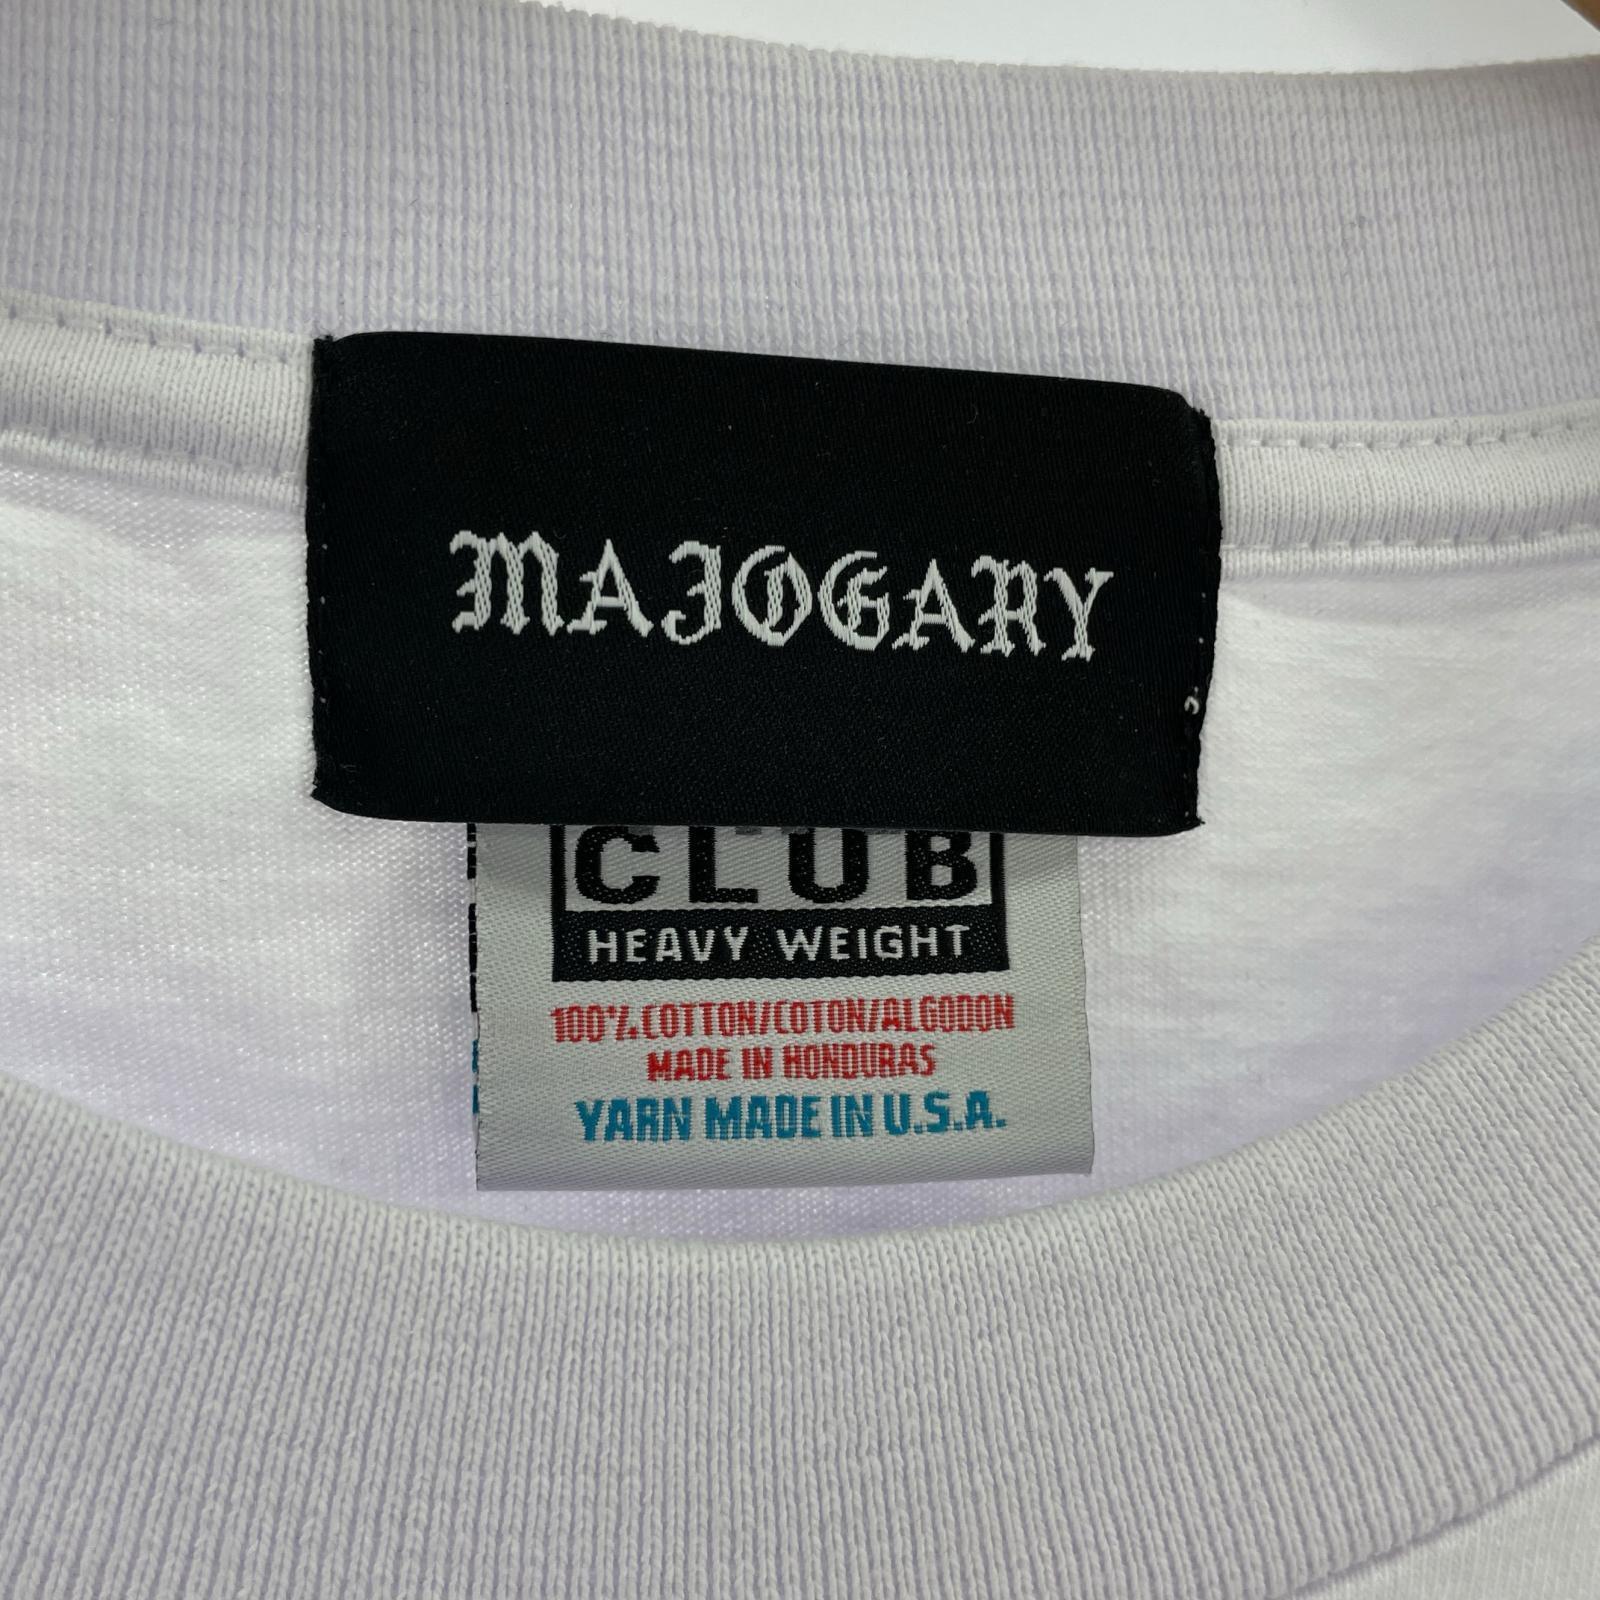 MAJOGARY
CLUB
HEAVY WEIGHT
100% COTTON/COTON/ALGODON
MADE IN HONDURAS
YARN MADE IN U.S.A.